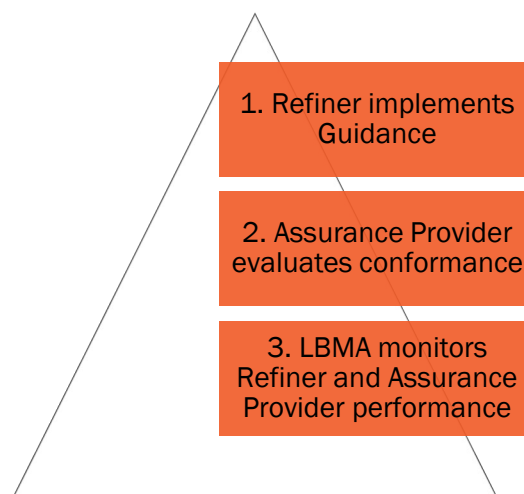 1. Refiner implements
Guidance
2. Assurance Provider
evaluates conformance
3. LBMA monitors
Refiner and Assurance
Provider performance